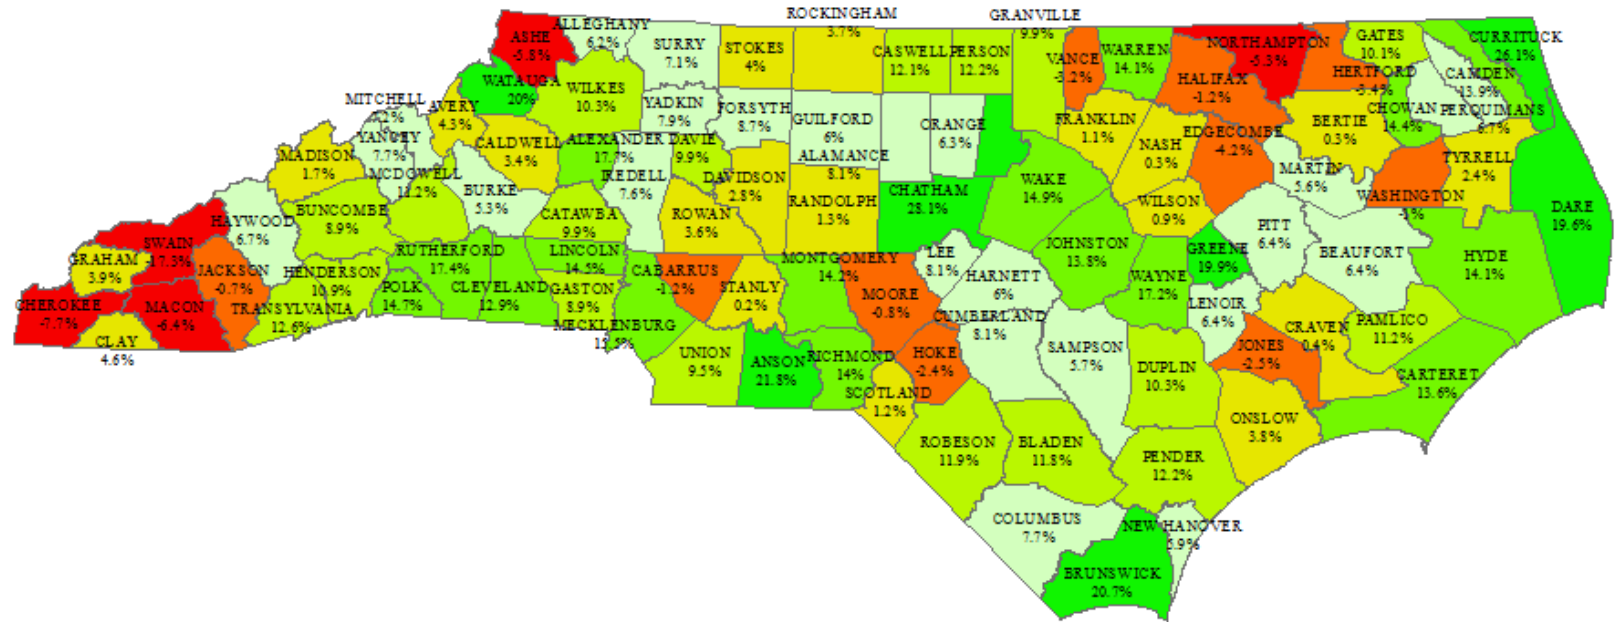 ROCKINGHAM
3.7%
GRANVILLE
9.9%
ALLEGHANY
6.2%
ASHE
-5.8%
SURRY
7.1%
STOKES
4%
CASWELL
12.1%
PERSON
12.2%
VANCE
-3.2%
WARREN
14.1%
NORTHAMPTON
-5.3%
GATES
10.1%
CURRITUCK
26.1%
HALIFAX
-1.2%
HERTFORD
-3.4%
CAMDEN
13.9%
WATAUGA
20%
WILKES
10.3%
MITCHELL
AVERY
4.3%
YADKIN
7.9%
FORSYTH
8.7%
GUILFORD
6%
ALAMANCE
8.1%
ORANGE
6.3%
FRANKLIN
1.1%
NASH
0.3%
EDGECOMBE
-4.2%
BERTIE
0.3%
CHOWAN
14.4%
PERQUIMANS
6.7%
YANCEY
7.7%
CALDWELL
3.4%
ALEXANDER
17.7%
DAVIE
9.9%
MADISON
1.7%
MCDOWELL
11.2%
BURKE
5.3%
IREDELL
7.6%
DAVIDSON
2.8%
RANDOLPH
1.3%
CHATHAM
28.1%
WAKE
14.9%
WILSON
0.9%
MARTIN
5.6%
WASHINGTON
TYRRELL
2.4%
DARE
19.6%
HAYWOOD
6.7%
BUNCOMBE
8.9%
CATAWBA
9.9%
ROWAN
3.6%
SWAIN
-17.3%
GRAHAM
3.9%
JACKSON
-0.7%
HENDERSON
10.9%
RUTHERFORD
17.4%
LINCOLN
14.5%
CABARRUS
-1.2%
MONTGOMERY
14.2%
LEE
8.1%
HARNETT
6%
JOHNSTON
13.8%
WAYNE
17.2%
GREENE
19.9%
PITT
6.4%
BEAUFORT
6.4%
HYDE
14.1%
CHEROKEE
-7.7%
MACON
-6.4%
TRANSYLVANIA
12.6%
POLK
14.7%
CLEVELAND
12.9%
GASTON
8.9%
STANLY
0.2%
MOORE
-0.8%
CUMBERLAND
8.1%
LENOIR
6.4%
CRAVEN
0.4%
PAMLICO
11.2%
CLAY
4.6%
MECKLENBURG
15.5%
UNION
9.5%
ANSON
21.8%
RICHMOND
14%
HOKE
-2.4%
SCOTLAND
1.2%
SAMPSON
5.7%
DUPLIN
10.3%
JONES
-2.5%
CARTERET
13.6%
ONSLOW
3.8%
ROBESON
11.9%
BLADEN
11.8%
PENDER
12.2%
COLUMBUS
7.7%
NEW HANOVER
5.9%
BRUNSWICK
20.7%